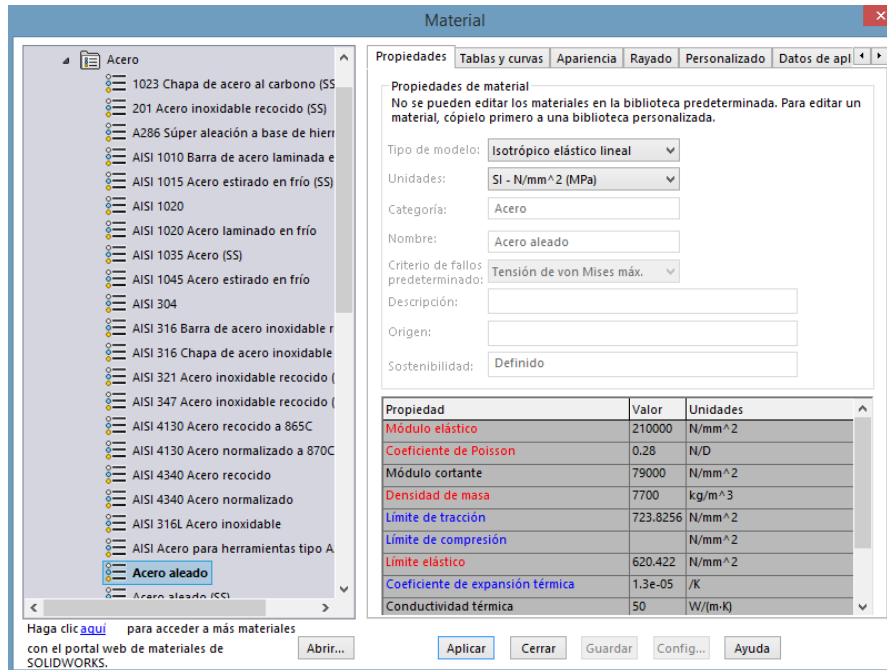 Material
Acero
1023 Chapa de acero al carbono (SS
201 Acero inoxidable recocido (SS)
A286 Súper aleación a base de hierr
AISI 1010 Barra de acero laminada e
AISI 1015 Acero estirado en frío (SS)
AISI 1020
AISI 1020 Acero laminado en frío
AISI 1035 Acero (SS)
AISI 1045 Acero estirado en frío
AISI 304
AISI 316 Barra de acero inoxidable r
AISI 316 Chapa de acero inoxidable
AISI 321 Acero inoxidable recocido (
AISI 347 Acero inoxidable recocido (
AISI 4130 Acero recocido a 865C
AISI 4130 Acero normalizado a 870C
AISI 4340 Acero recocido
AISI 4340 Acero normalizado
AISI 316L Acero inoxidable
AISI Acero para herramientas tipo A
Acero aleado
Acero aleado (SS)
Haga clic aquí para acceder a más materiales
con el portal web de materiales de
SOLIDWORKS.
Abrir...
Propiedades Tablas y curvas Apariencia Rayado Personalizado Datos de apl
Propiedades de material
No se pueden editar los materiales en la biblioteca predeterminada. Para editar un
material, cópielo primero a una biblioteca personalizada.
Tipo de modelo: Isotrópico elástico lineal
Unidades: SI - N/mm^2 (MPa)
Categoría: Acero
Nombre: Acero aleado
Criterio de fallos
predeterminado: Tensión de von Mises máx.
Descripción:
Origen:
Sostenibilidad: Definido
Propiedad Valor Unidades
Módulo elástico 210000 N/mm^2
Coeficiente de Poisson 0.28 N/D
Módulo cortante 79000 N/mm^2
Densidad de masa 7700 kg/m^3
Límite de tracción 723.8256 N/mm^2
Límite de compresión N/mm^2
Límite elástico 620.422 N/mm^2
Coeficiente de expansión térmica 1.3e-05 /K
Conductividad térmica 50 W/(m·K)
Aplicar Cerrar Guardar Config... Ayuda